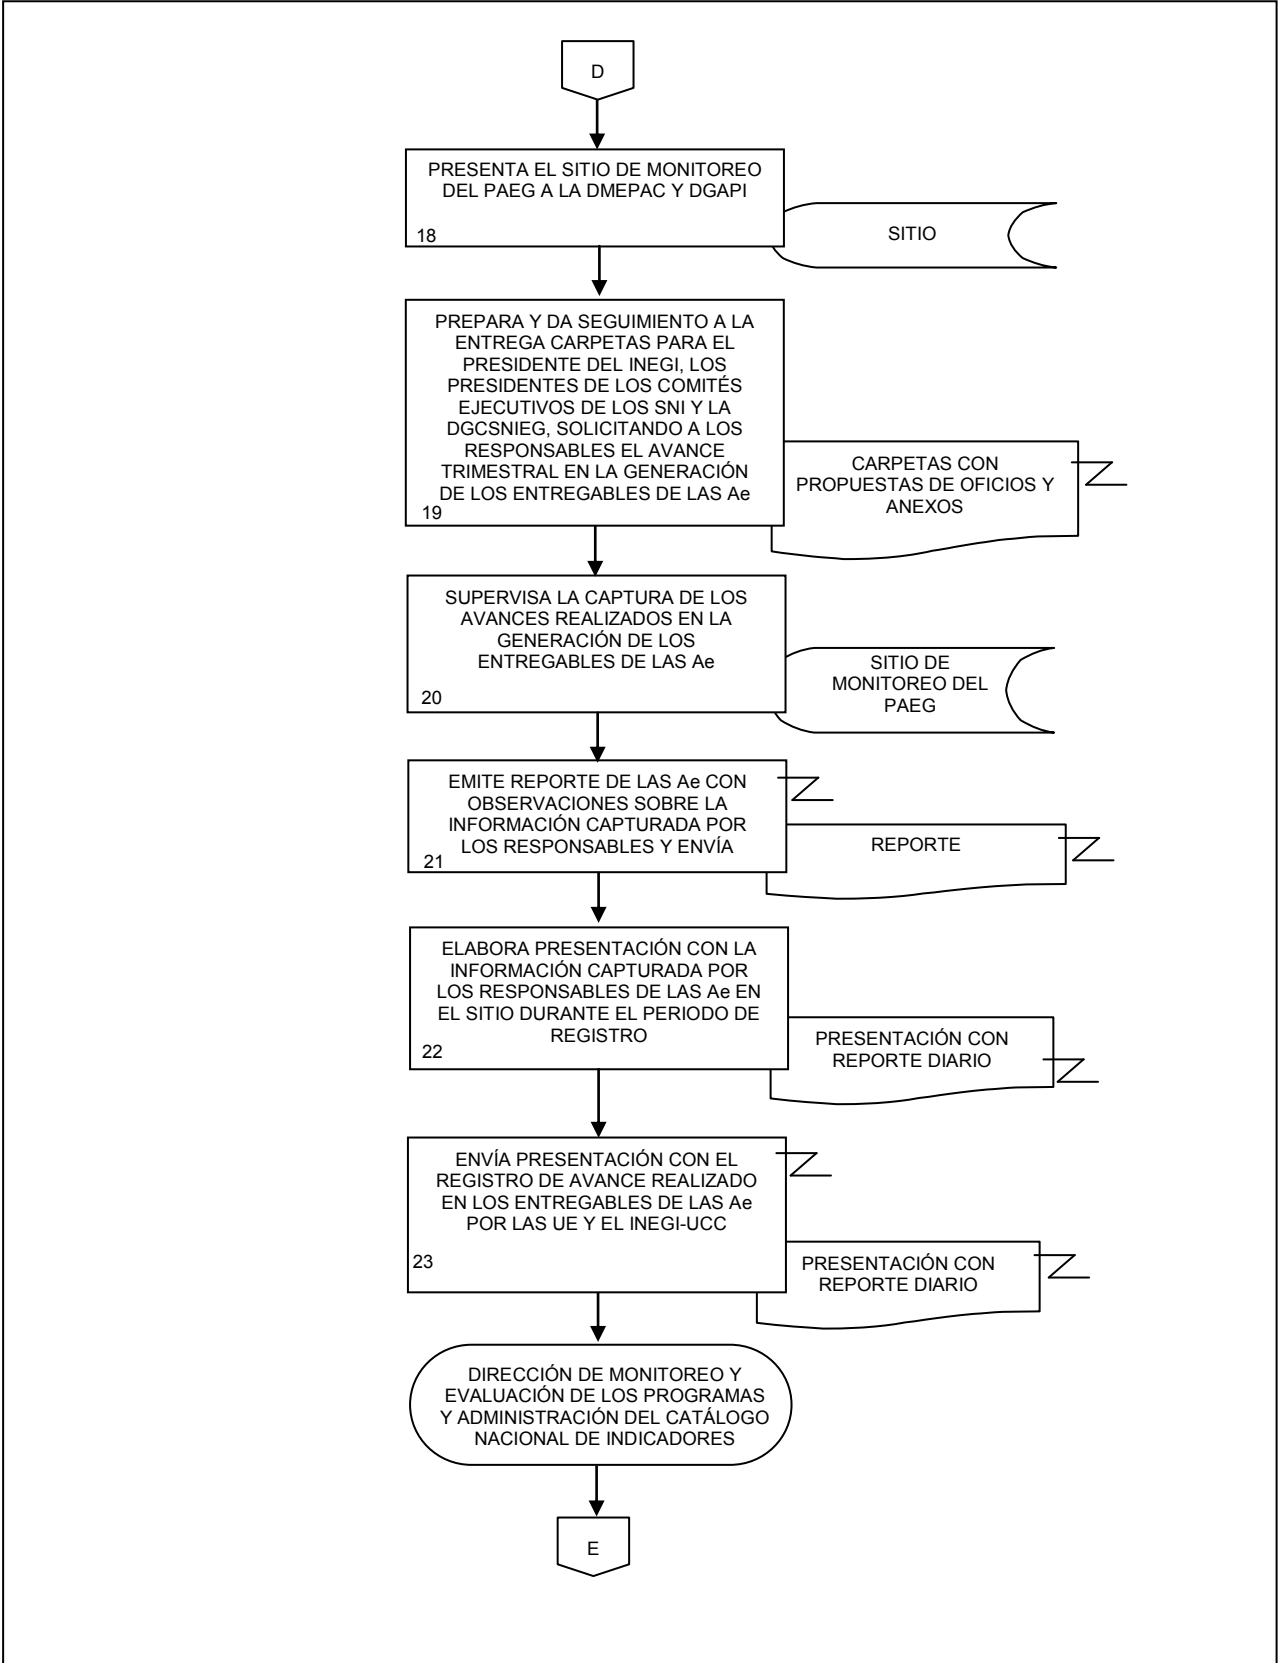 D
PRESENTA EL SITIO DE MONITOREO
DEL PAEG A LA DMEPAC Y DGAPI
18
SITIO
PREPARA Y DA SEGUIMIENTO A LA
ENTREGA CARPETAS PARA EL
PRESIDENTE DEL INEGI, LOS
PRESIDENTES DE LOS COMITÉS
EJECUTIVOS DE LOS SNI Y LA
DGCSNIEG, SOLICITANDO A LOS
RESPONSABLES EL AVANCE
TRIMESTRAL EN LA GENERACIÓN
DE LOS ENTREGABLES DE LAS Ae
19
CARPETAS CON
PROPUESTAS DE OFICIOS Y
ANEXOS
SUPERVISA LA CAPTURA DE LOS
AVANCES REALIZADOS EN LA
GENERACIÓN DE LOS
ENTREGABLES DE LAS Ae
20
SITIO DE
MONITOREO DEL
PAEG
EMITE REPORTE DE LAS Ae CON
OBSERVACIONES SOBRE LA
INFORMACIÓN CAPTURADA POR
LOS RESPONSABLES Y ENVÍA
21
REPORTE
ELABORA PRESENTACIÓN CON LA
INFORMACIÓN CAPTURADA POR
LOS RESPONSABLES DE LAS Ae EN
EL SITIO DURANTE EL PERIODO DE
REGISTRO
22
PRESENTACIÓN CON
REPORTE DIARIO
ENVÍA PRESENTACIÓN CON EL
REGISTRO DE AVANCE REALIZADO
EN LOS ENTREGABLES DE LAS Ae
POR LAS UE Y EL INEGI-UCC
23
PRESENTACIÓN CON
REPORTE DIARIO
DIRECCIÓN DE MONITOREO Y
EVALUACIÓN DE LOS PROGRAMAS
Y ADMINISTRACIÓN DEL CATÁLOGO
NACIONAL DE INDICADORES
E